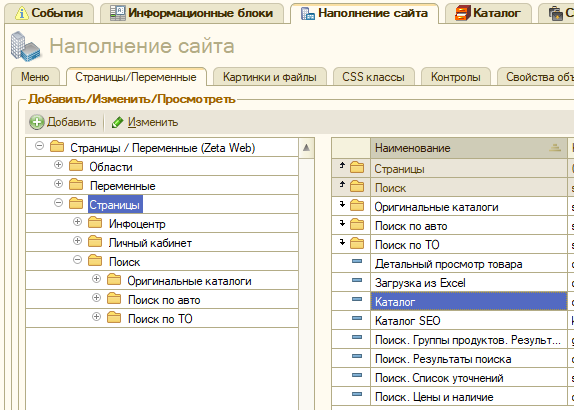 События Информационные блоки Наполнение сайта Каталог
Наполнение сайта
Меню Страницы/Переменные Картинки и файлы CSS классы Контролы Свойства
Добавить/Изменить/Просмотреть
Добавить Изменить
Страницы / Переменные (Zeta Web)
Области
Переменные
Страницы
Инфоцентр
Личный кабинет
Поиск
Оригинальные каталоги
Поиск по авто
Поиск по ТО
Наименование
Страницы
Поиск
Оригинальные каталоги
Поиск по авто
Поиск по ТО
Детальный просмотр товара
Загрузка из Excel
Каталог
Каталог SEO
Поиск. Группы продуктов. Результ...
Поиск. Результаты поиска
Поиск. Список уточнений
Поиск. Цены и наличие